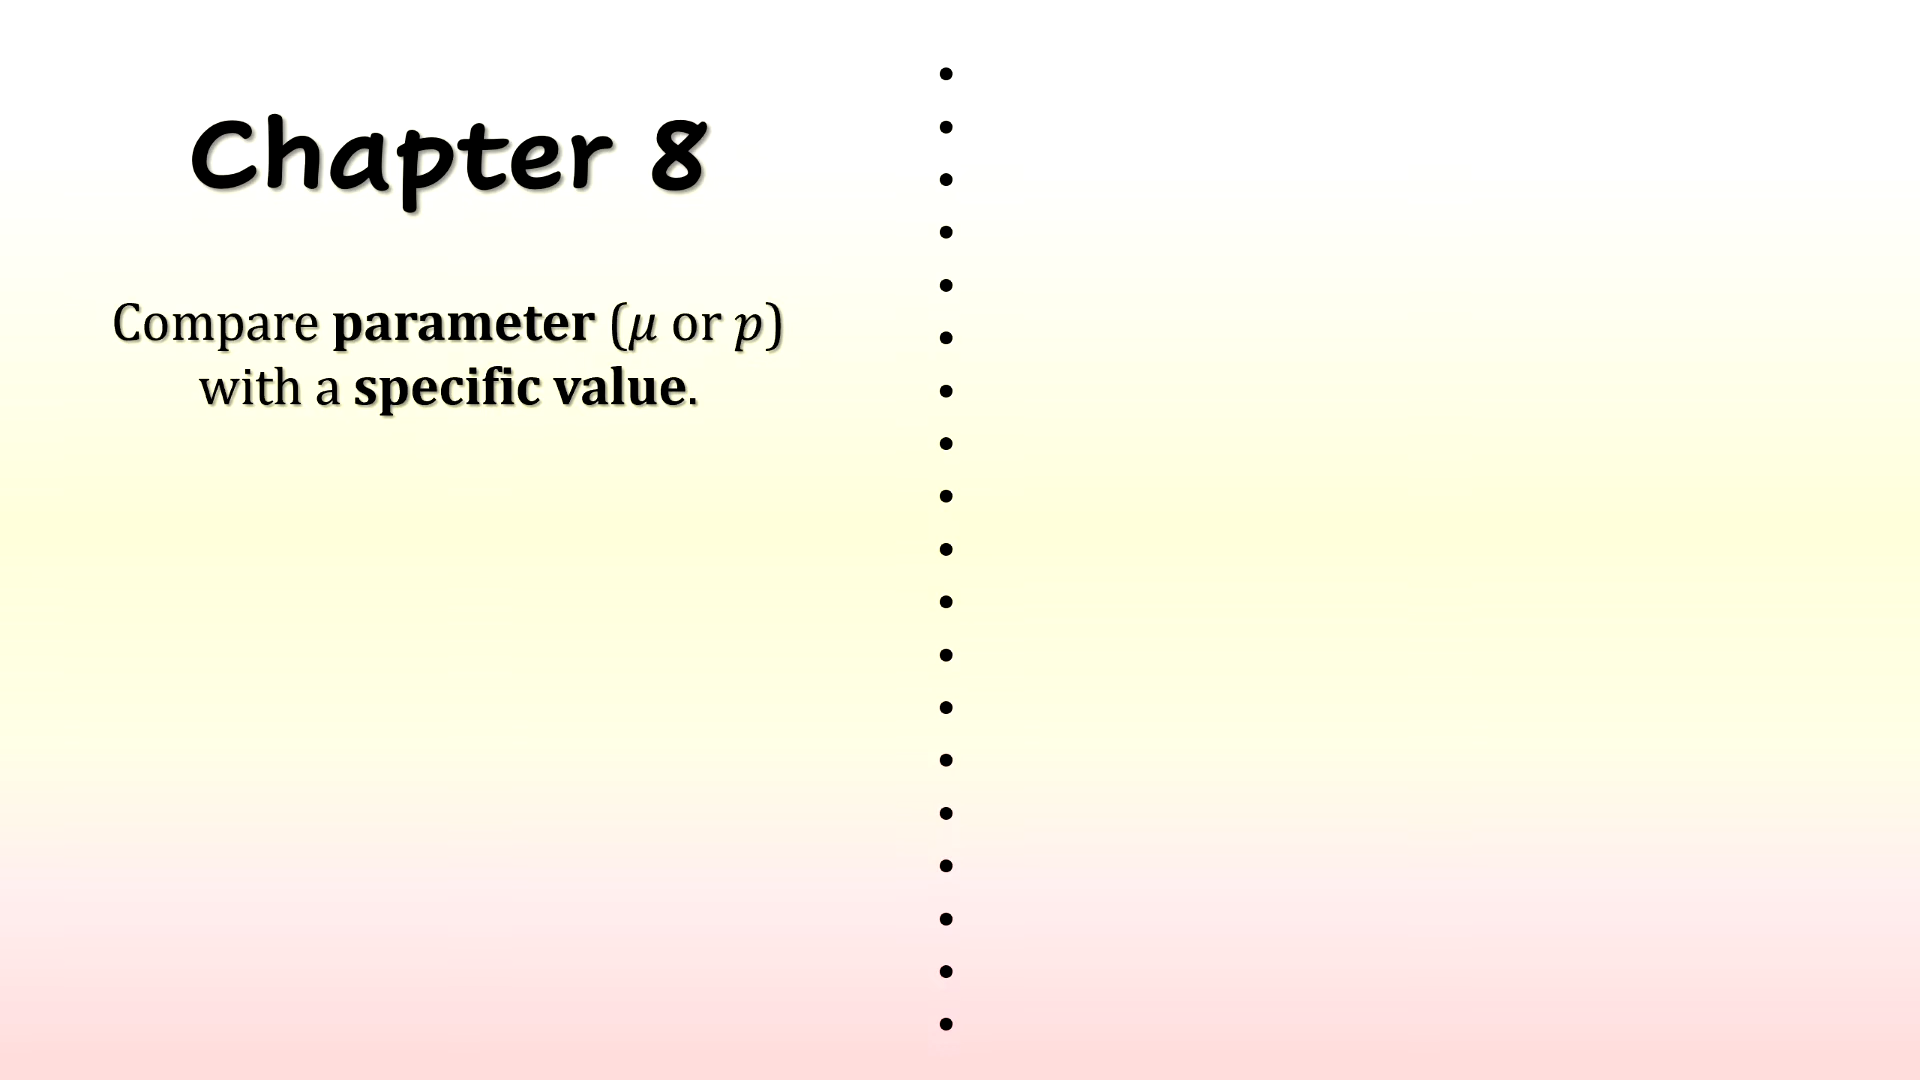 Chapter 8
Compare parameter (μ or p)
with a specific value.